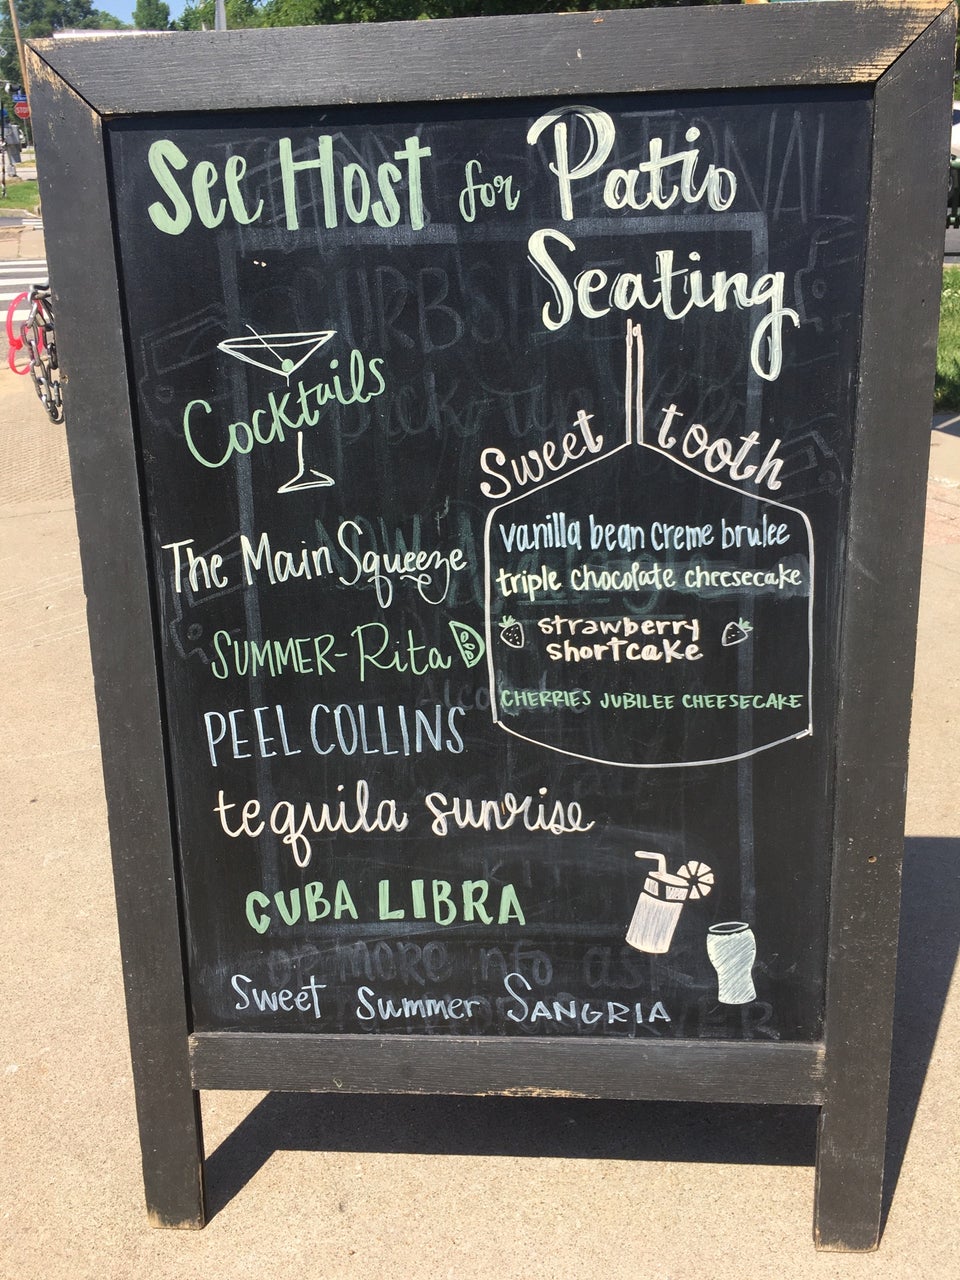 See Host for Patio
Seating
Cocktails
The Main Squeeze
SUMMER-Rita
PEEL COLLINS
tequila sunrise
CUBA LIBRA
Sweet Summer SANGRIA
Sweet tooth
vanilla bean creme brulee
triple chocolate cheesecake
strawberry
shortcake
CHERRIES JUBILEE CHEESECAKE
STOP